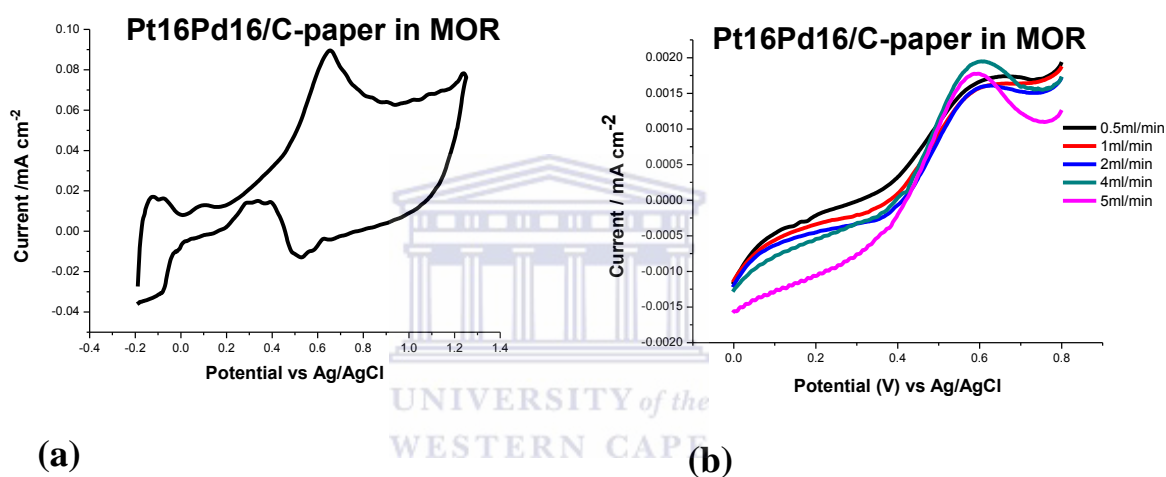 Pt16Pd16/C-paper in MOR
0.10
0.08
0.06
0.04
0.02
0.00
-0.02
-0.04
Current /mA cm-2
-0.4 -0.2 0.0 0.2 0.4 0.6 0.8 1.0 1.2 1.4
Potential vs Ag/AgCl
(a)
Pt16Pd16/C-paper in MOR
0.0020
0.0015
0.0010
0.0005
0.0000
-0.0005
-0.0010
-0.0015
-0.0020
Current / mA cm-2
0.0 0.2 0.4 0.6 0.8
Potential (V) vs Ag/AgCl
0.5ml/min
1ml/min
2ml/min
4ml/min
5ml/min
(b)
UNIVERSITY of the
WESTERN CAPE